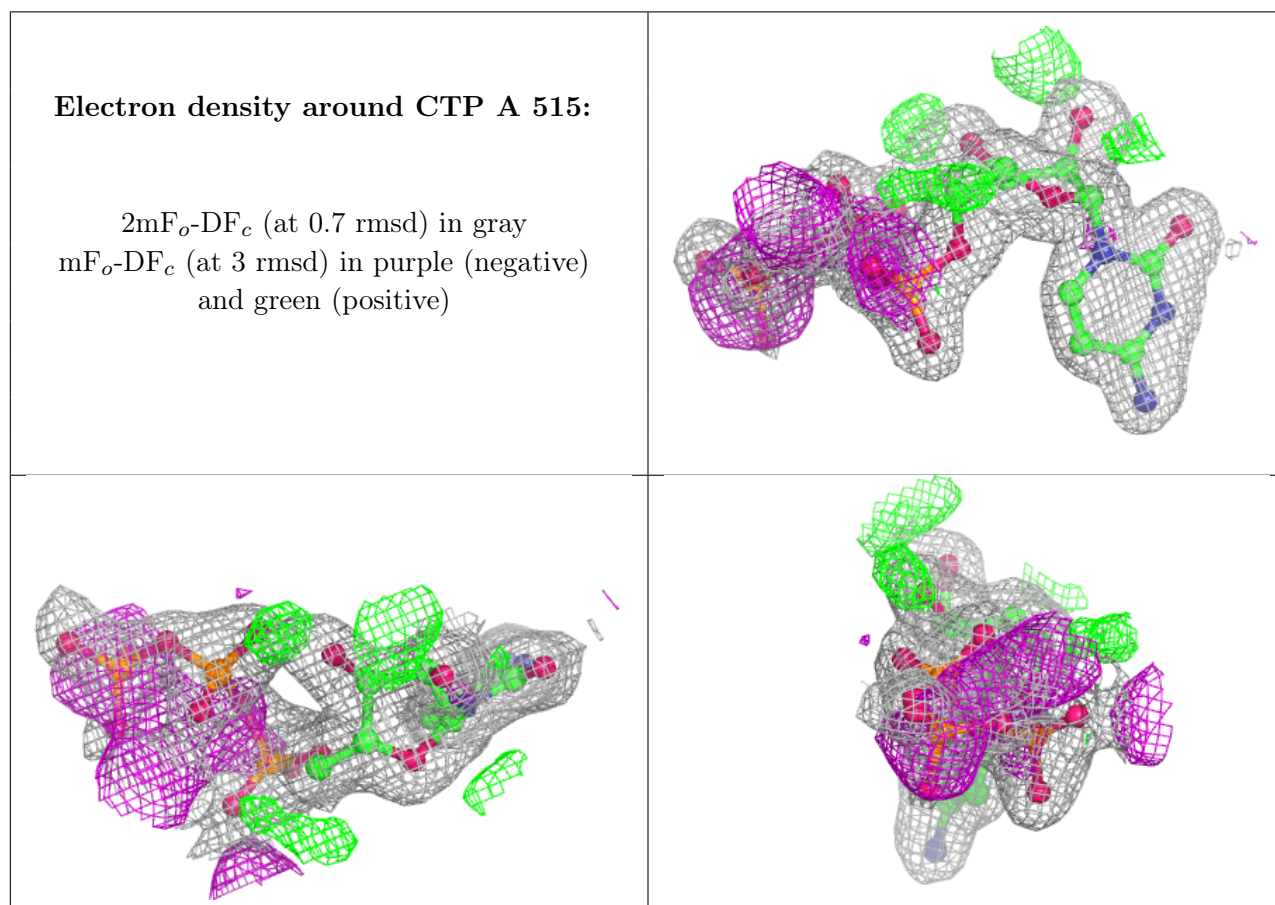 Electron density around CTP A 515:
2mFo-DFc (at 0.7 rmsd) in gray
mFo-DFc (at 3 rmsd) in purple (negative)
and green (positive)